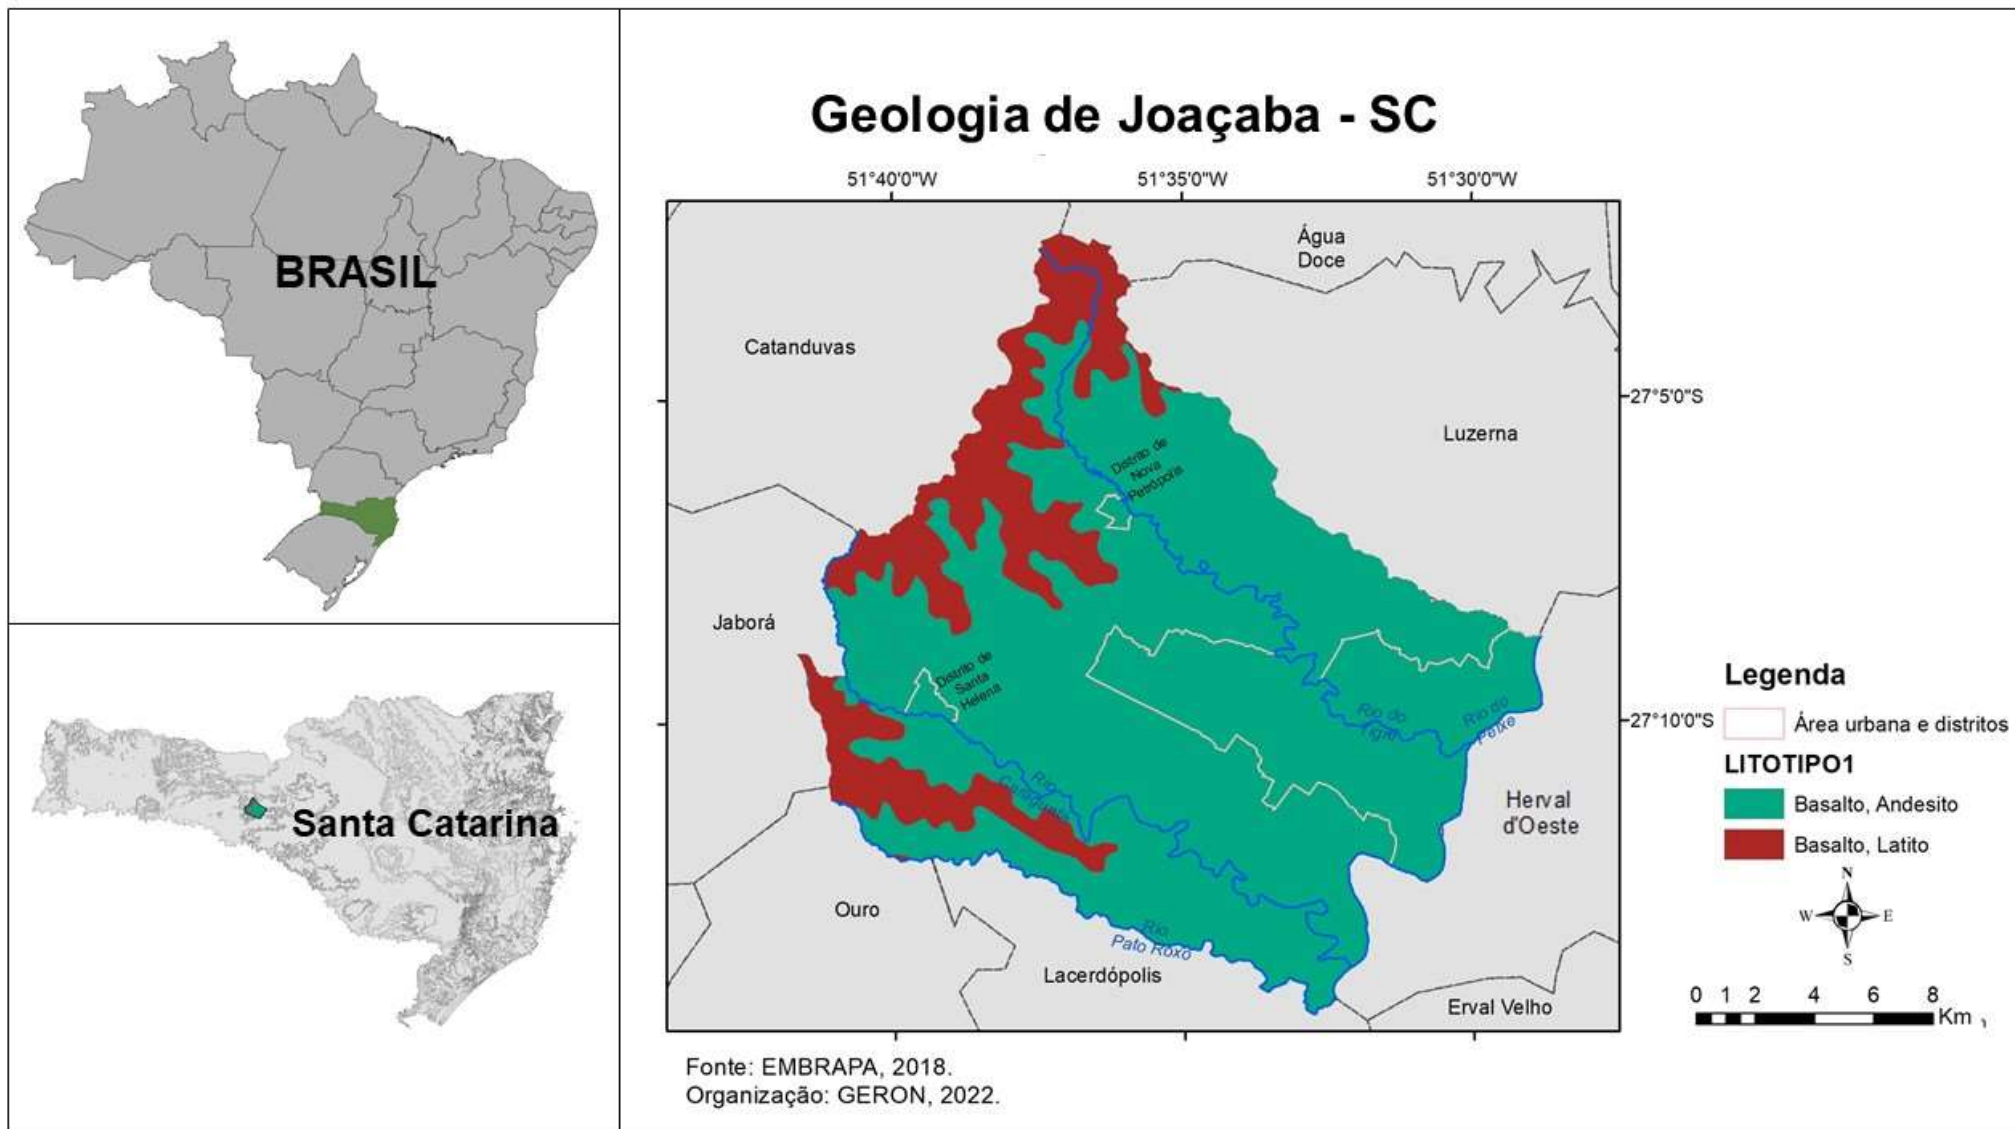 BRASIL
Santa Catarina
Geologia de Joaçaba - SC
51°40'0"W
51°35'0"W
51°30'0"W
Água
Doce
Catanduvas
27°5'0"S
Luzerna
Distrito de
Nova
Petrópolis
Jaborá
Distrito de
Santa
Helena
27°10'0"S
Rio do
Tigre
Rio do
Peixe
Rio
Herval
d'Oeste
Ouro
Rio
Pato Roxo
Lacerdópolis
Erval Velho
Legenda
Área urbana e distritos
LITOTIPO1
Basalto, Andesito
Basalto, Latito
N
W
E
S
0 1 2 4 6 8
Km
Fonte: EMBRAPA, 2018.
Organização: GERON, 2022.